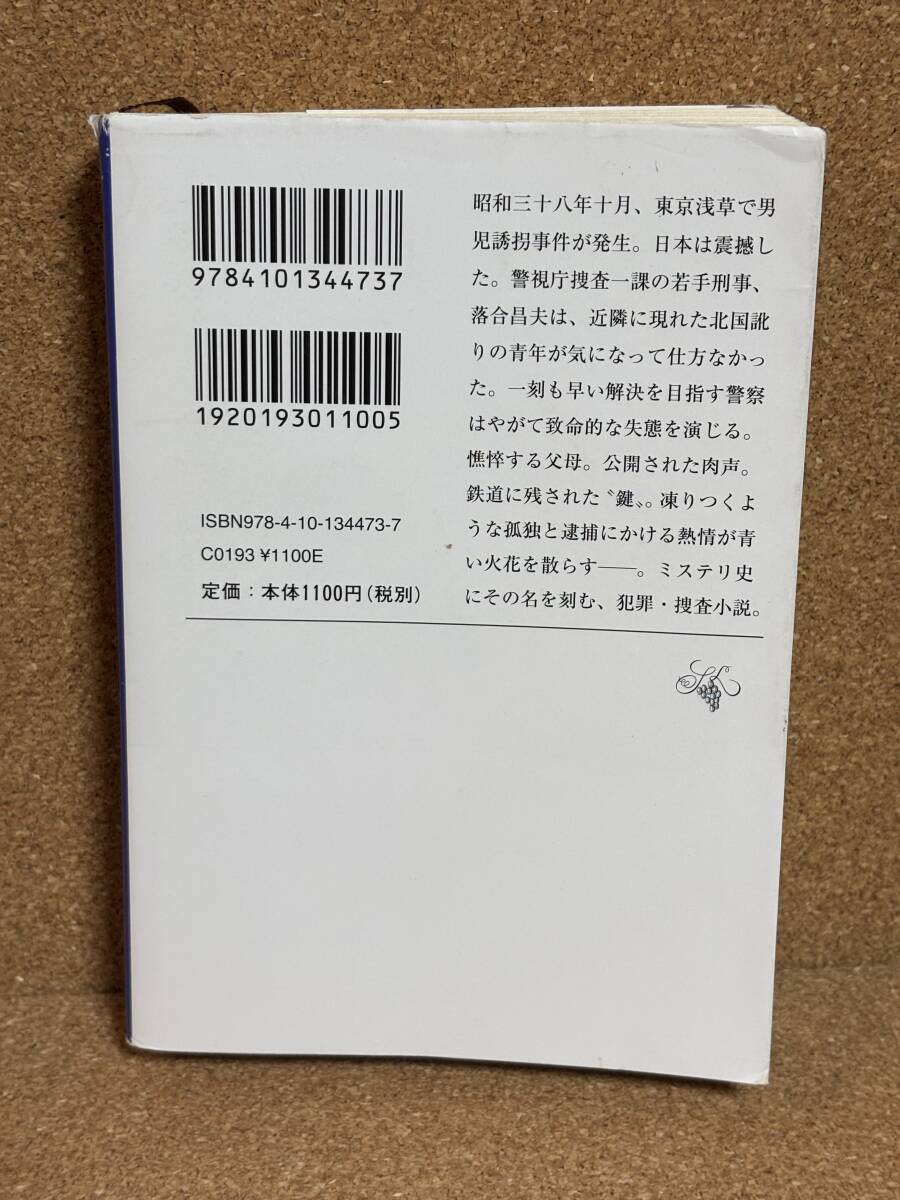 9784101344737
1920193011005
ISBN978-4-10-134473-7
C0193 ¥1100E
定価：本体1100円（税別）
昭和三十八年十月、東京浅草で男
児誘拐事件が発生。日本は震撼し
た。警視庁捜査一課の若手刑事、
落合昌夫は、近隣に現れた北国訛
りの青年が気になって仕方なかっ
た。一刻も早い解決を目指す警察
はやがて致命的な失態を演じる。
憔悴する父母。公開された肉声。
鉄道に残された〝鍵〟。凍りつくよ
うな孤独と逮捕にかける熱情が青
い火花を散らす──。ミステリ史
にその名を刻む、犯罪・捜査小説。